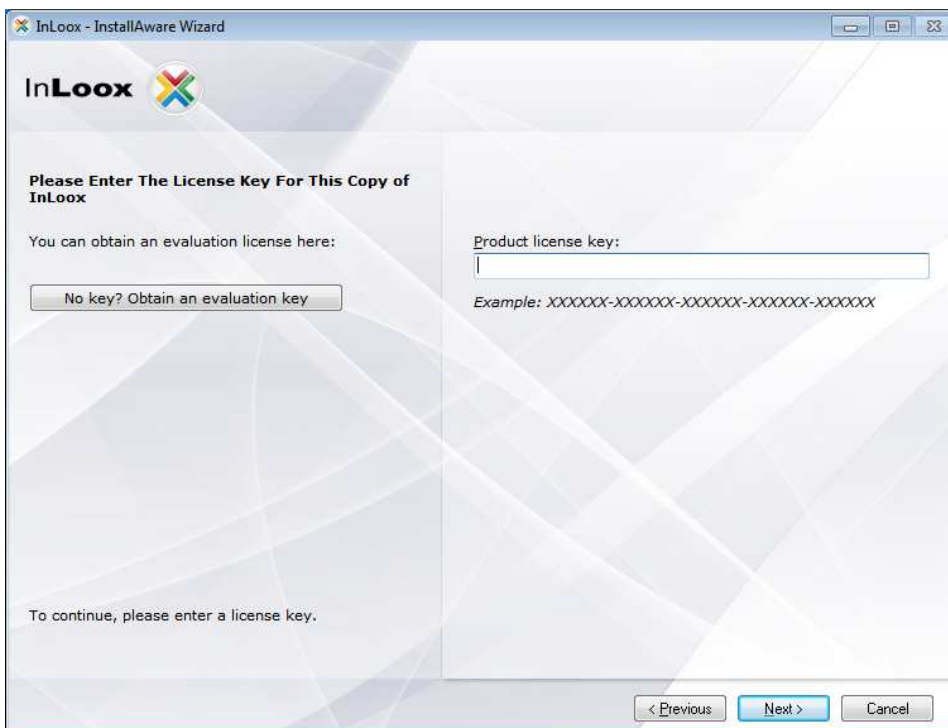 InLoox - InstallAware Wizard
InLoox
Please Enter The License Key For This Copy of
InLoox
You can obtain an evaluation license here:
No key? Obtain an evaluation key
Product license key:
Example: XXXXXX-XXXXXX-XXXXXX-XXXXXX-XXXXXX
To continue, please enter a license key.
< Previous
Next >
Cancel